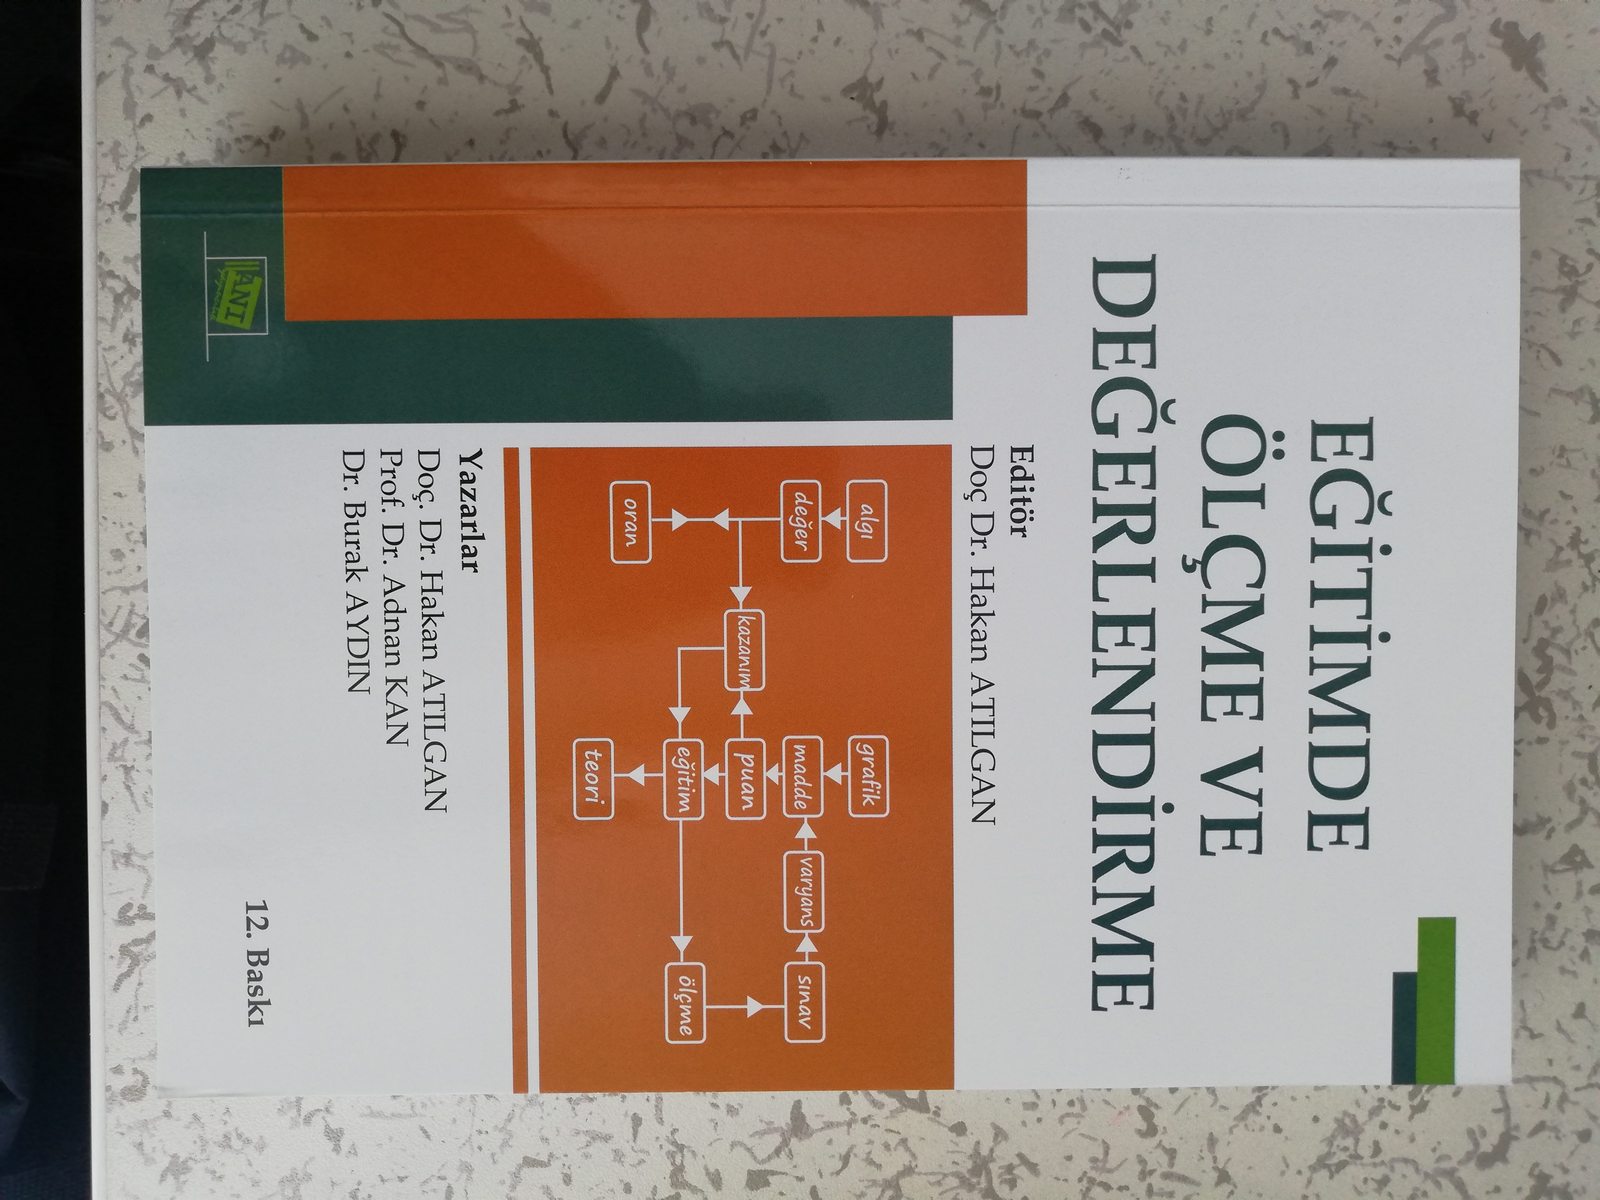 EĞİTİMDE
ÖLÇME VE
DEĞERLENDİRME
Editör
Doç Dr. Hakan ATILGAN
algı
grafik
değer
madde
varyans
sınav
kazanım
puan
oran
eğitim
ölçme
teori
Yazarlar
Doç. Dr. Hakan ATILGAN
Prof. Dr. Adnan KAN
Dr. Burak AYDIN
12. Baskı
ANI
yayıncılık